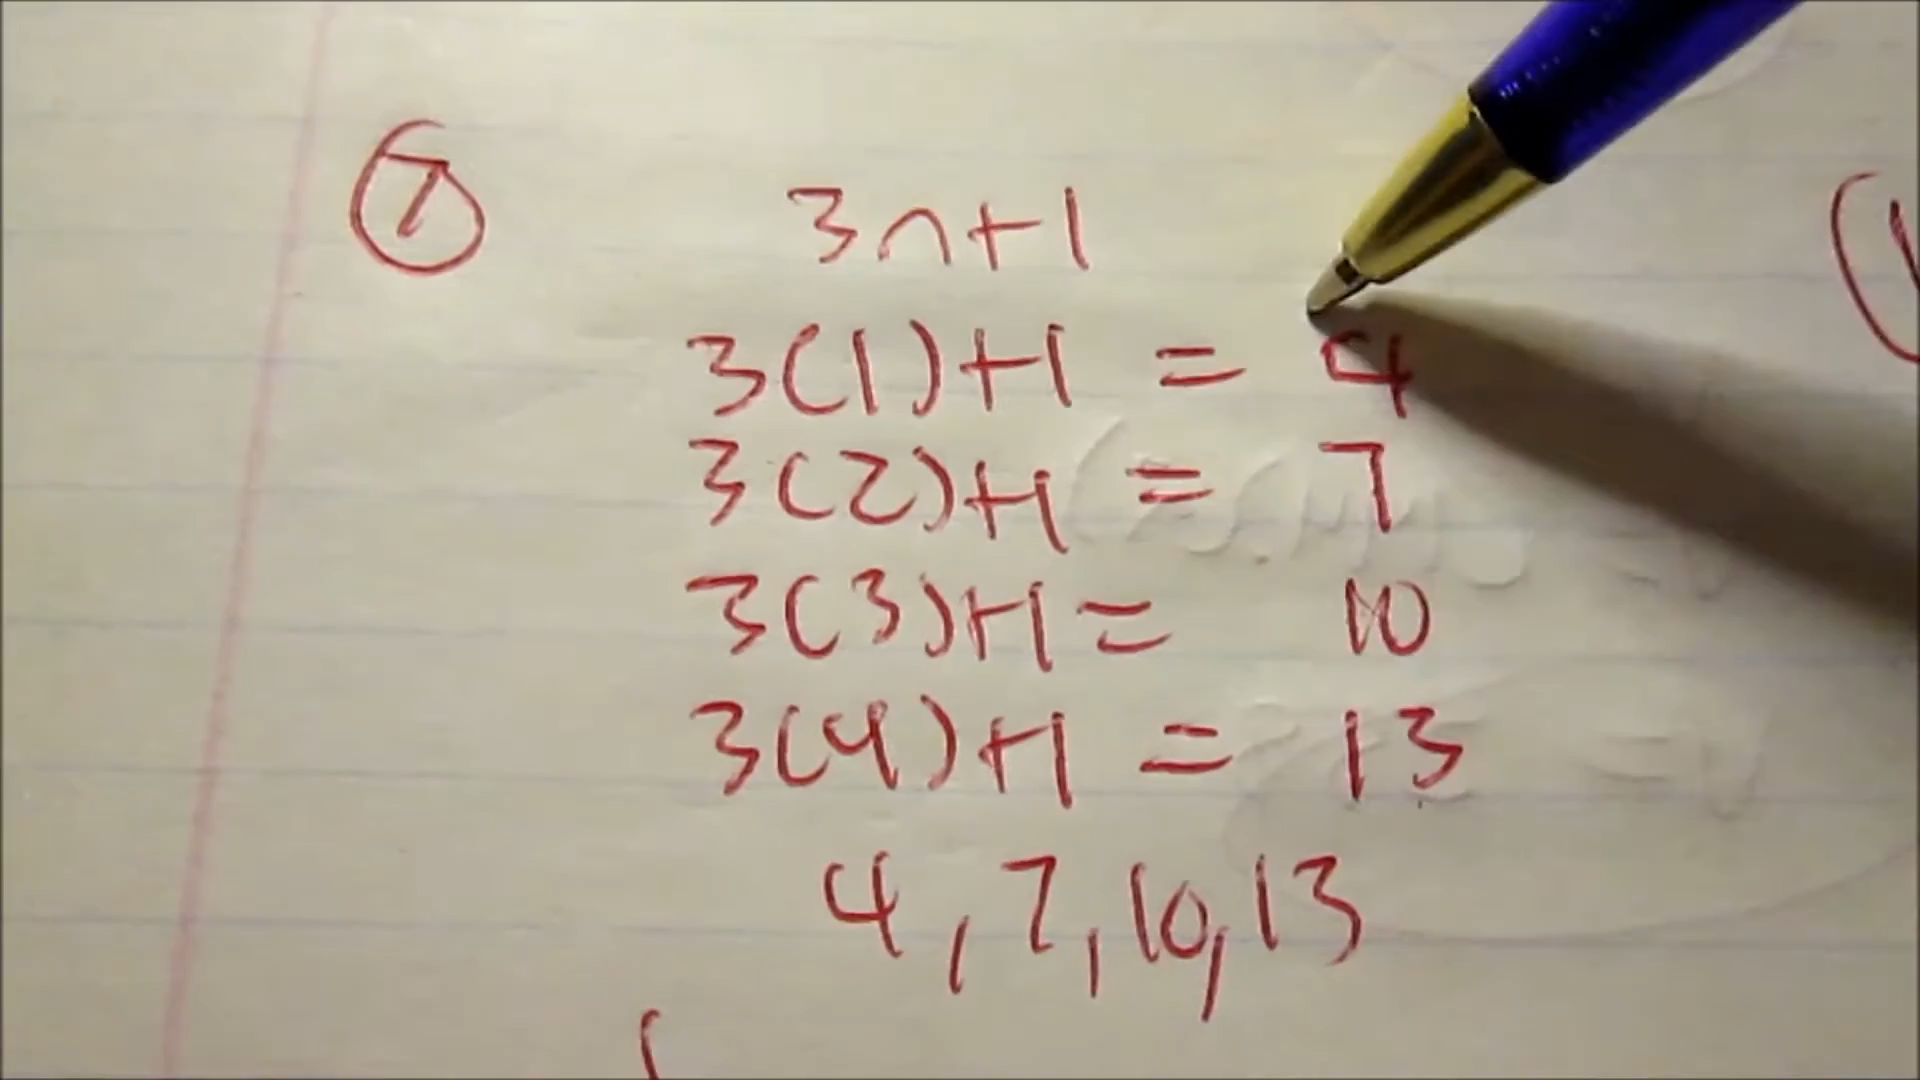 7
3n+1
3(1)+1 = 4
3(2)+1 = 7
3(3)+1 = 10
3(4)+1 = 13
4, 7, 10, 13